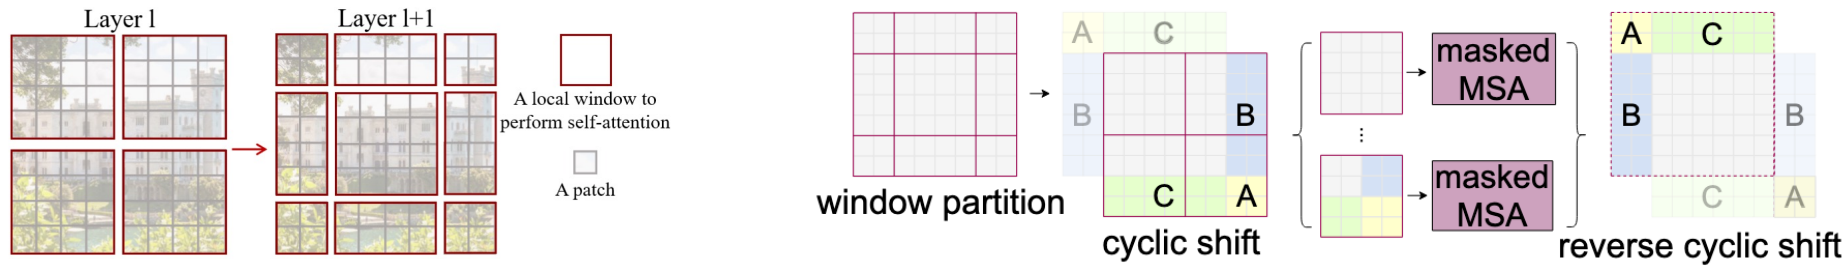 Layer l
Layer l+1
A local window to
perform self-attention
A patch
window partition
A
C
B
B
C
A
cyclic shift
masked
MSA
⋮
masked
MSA
A
C
B
B
C
A
reverse cyclic shift